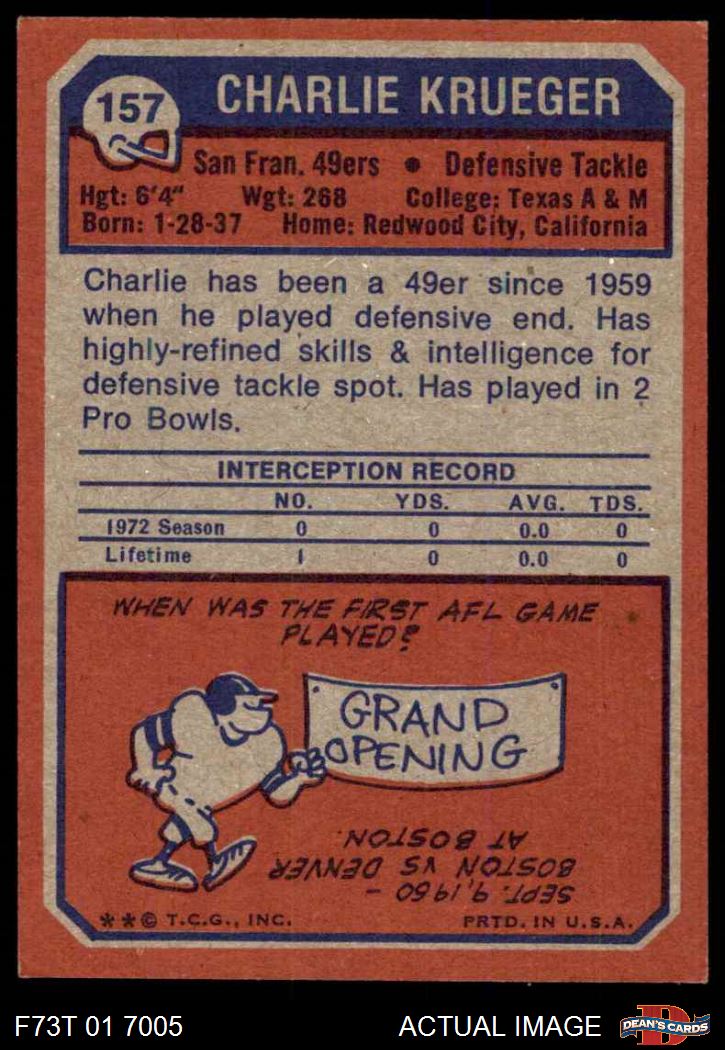 157
CHARLIE KRUEGER
San Fran. 49ers • Defensive Tackle
Hgt: 6'4" Wgt: 268 College: Texas A & M
Born: 1-28-37 Home: Redwood City, California
Charlie has been a 49er since 1959
when he played defensive end. Has
highly-refined skills & intelligence for
defensive tackle spot. Has played in 2
Pro Bowls.
INTERCEPTION RECORD
NO. YDS. AVG. TDS.
1972 Season 0 0 0.0 0
Lifetime 1 0 0.0 0
WHEN WAS THE FIRST AFL GAME
PLAYED?
GRAND
OPENING
SEPT. 9, 1960 -
BOSTON VS DENVER
AT BOSTON.
**© T.C.G., INC. PRTD. IN U.S.A.
F73T 01 7005 ACTUAL IMAGE D DEAN'S CARDS